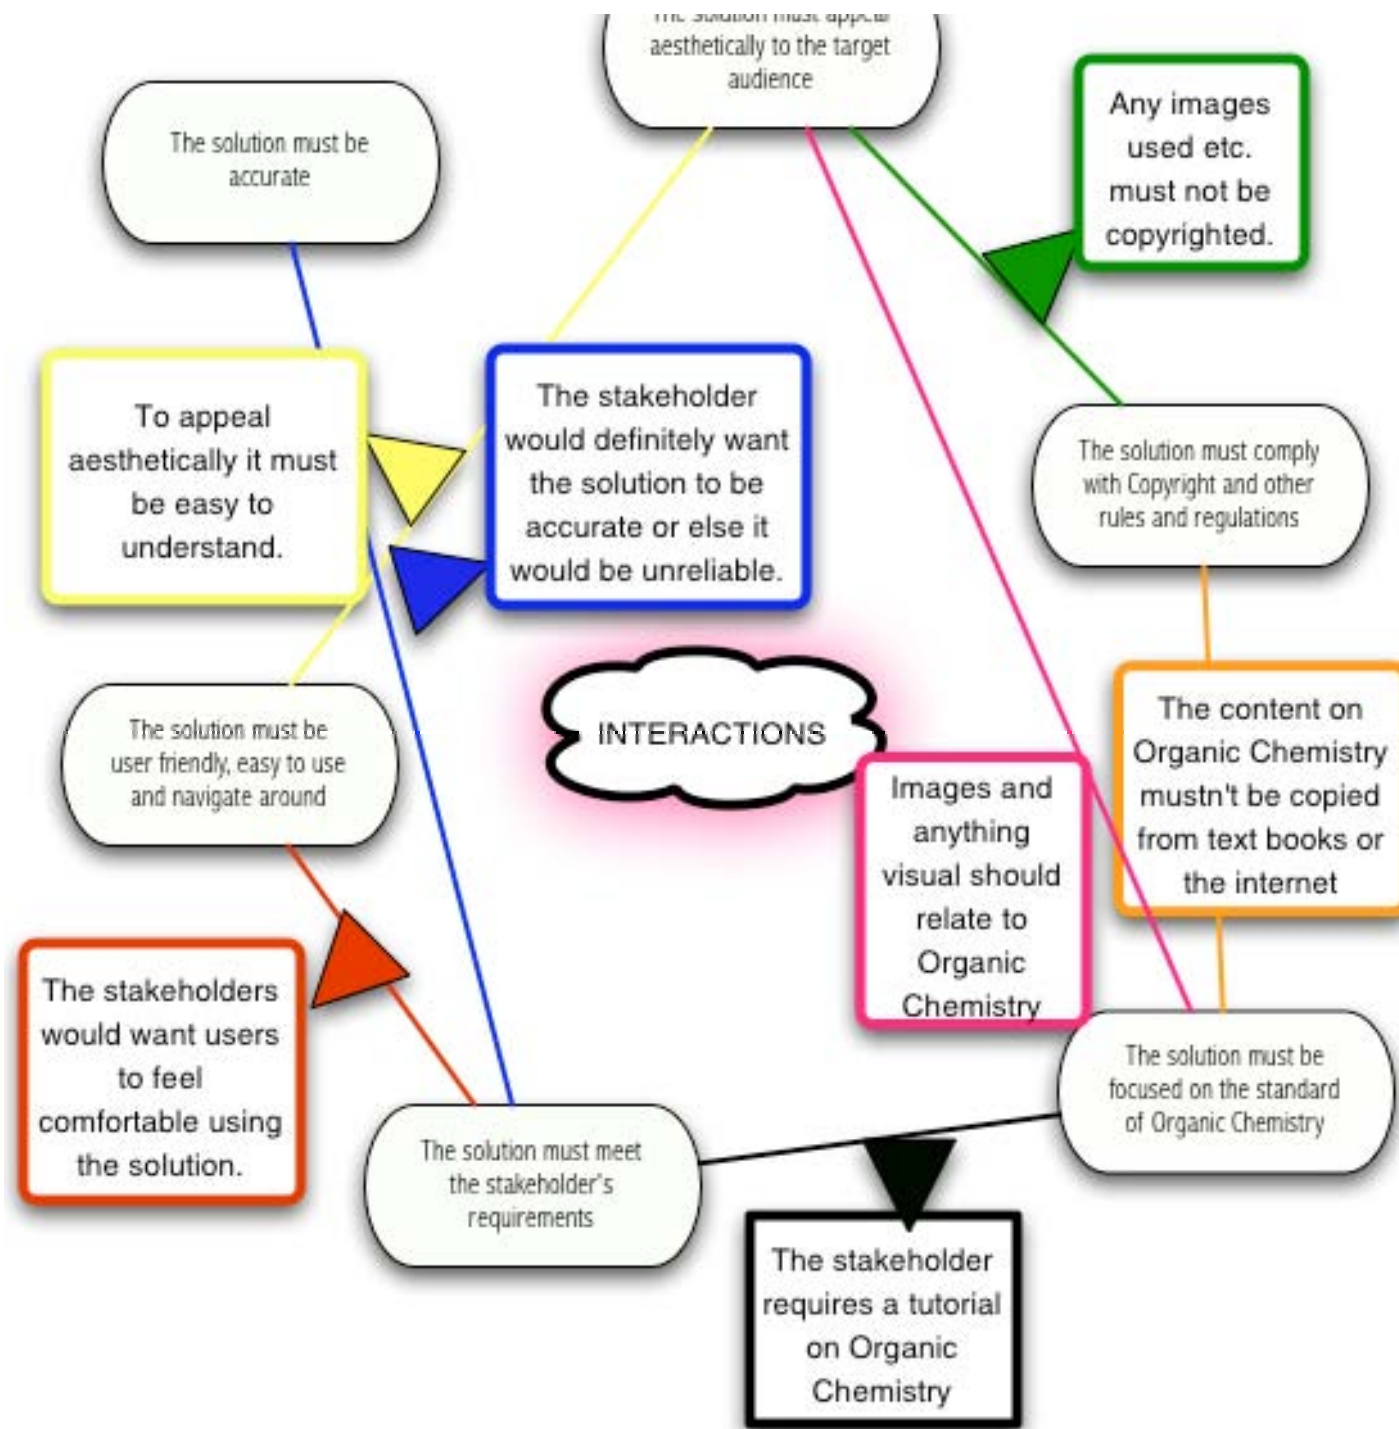 The solution must appeal
aesthetically to the target
audience
Any images
used etc.
must not be
copyrighted.
The solution must be
accurate
To appeal
aesthetically it must
be easy to
understand.
The stakeholder
would definitely want
the solution to be
accurate or else it
would be unreliable.
The solution must comply
with Copyright and other
rules and regulations
The solution must be
user friendly, easy to use
and navigate around
INTERACTIONS
Images and
anything
visual should
relate to
Organic
Chemistry
The content on
Organic Chemistry
mustn't be copied
from text books or
the internet
The stakeholders
would want users
to feel
comfortable using
the solution.
The solution must meet
the stakeholder's
requirements
The solution must be
focused on the standard
of Organic Chemistry
The stakeholder
requires a tutorial
on Organic
Chemistry